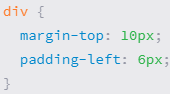 div {
  margin-top: 10px;
  padding-left: 6px;
}